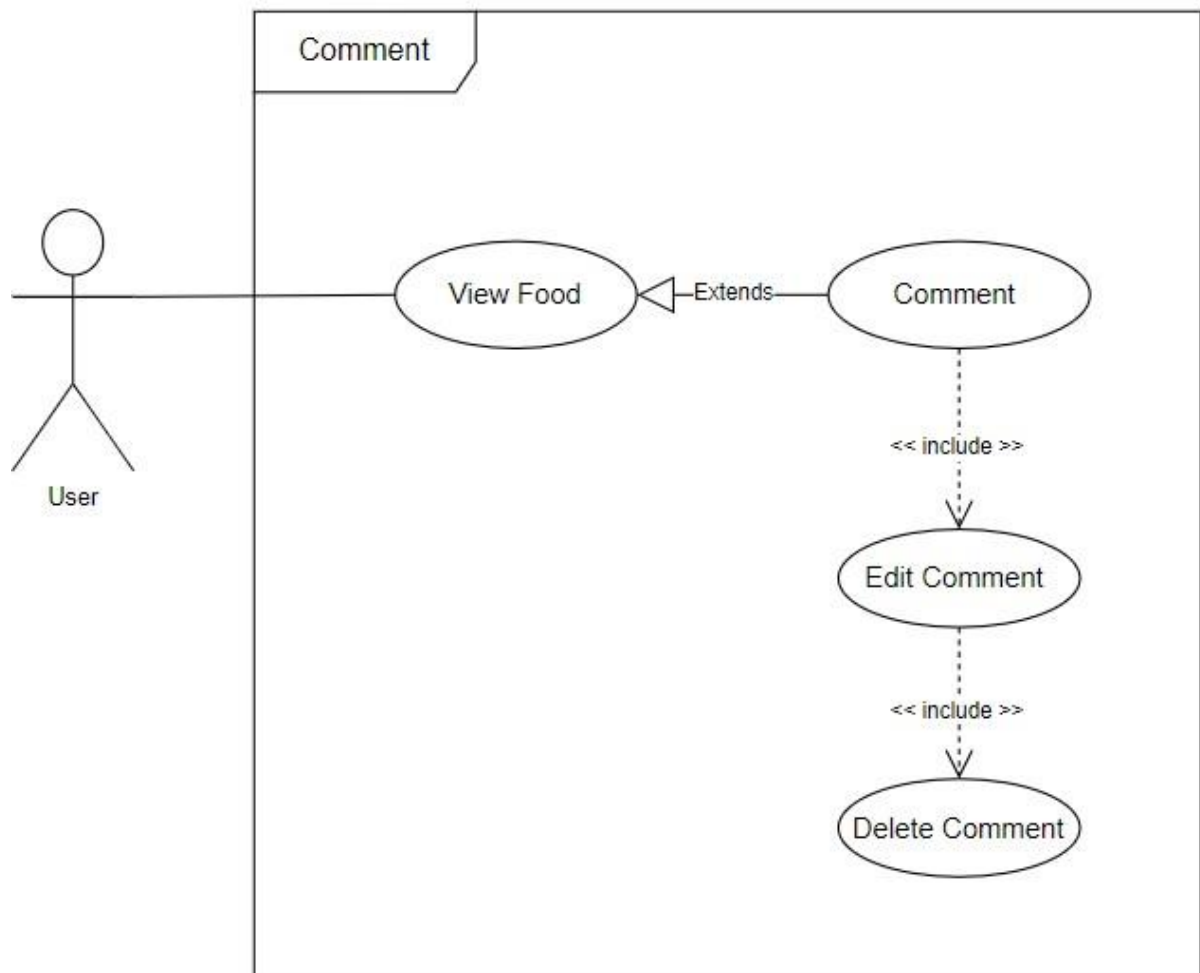 Comment
View Food
Extends
Comment
User
<< include >>
Edit Comment
<< include >>
Delete Comment